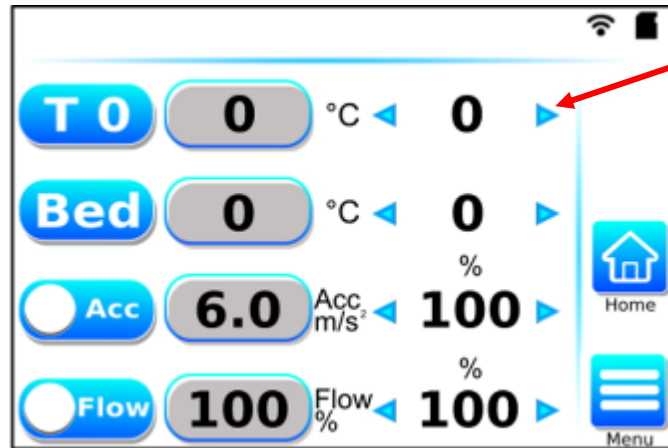 T 0 0 °C 0
Bed 0 °C 0
%
Acc 6.0 Acc m/s² 100
Home
%
Flow 100 Flow % 100
Menu